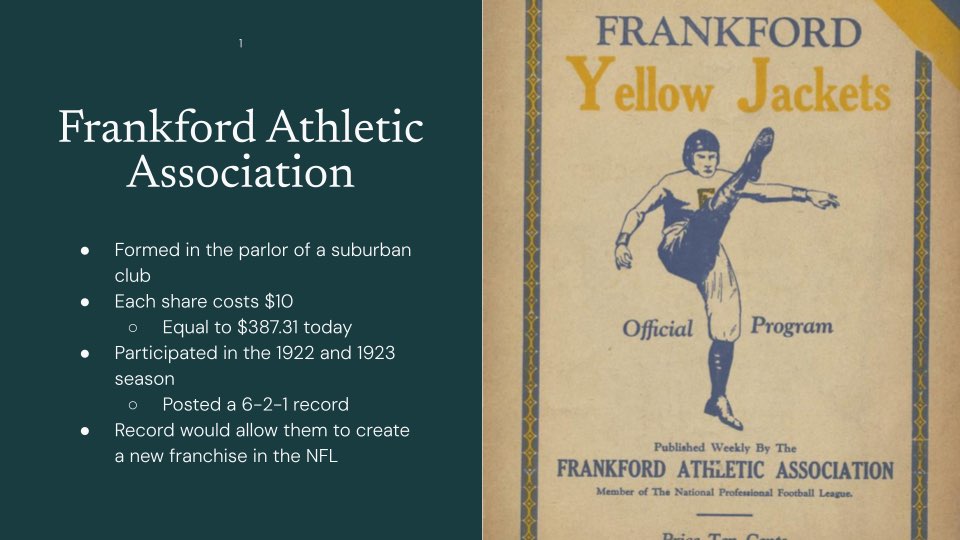 1
Frankford Athletic
Association
● Formed in the parlor of a suburban
club
● Each share costs $10
○ Equal to $387.31 today
● Participated in the 1922 and 1923
season
○ Posted a 6-2-1 record
● Record would allow them to create
a new franchise in the NFL
FRANKFORD
Yellow Jackets
F
Official Program
Published Weekly By The
FRANKFORD ATHLETIC ASSOCIATION
Member of The National Professional Football League.
Price Ten Cents